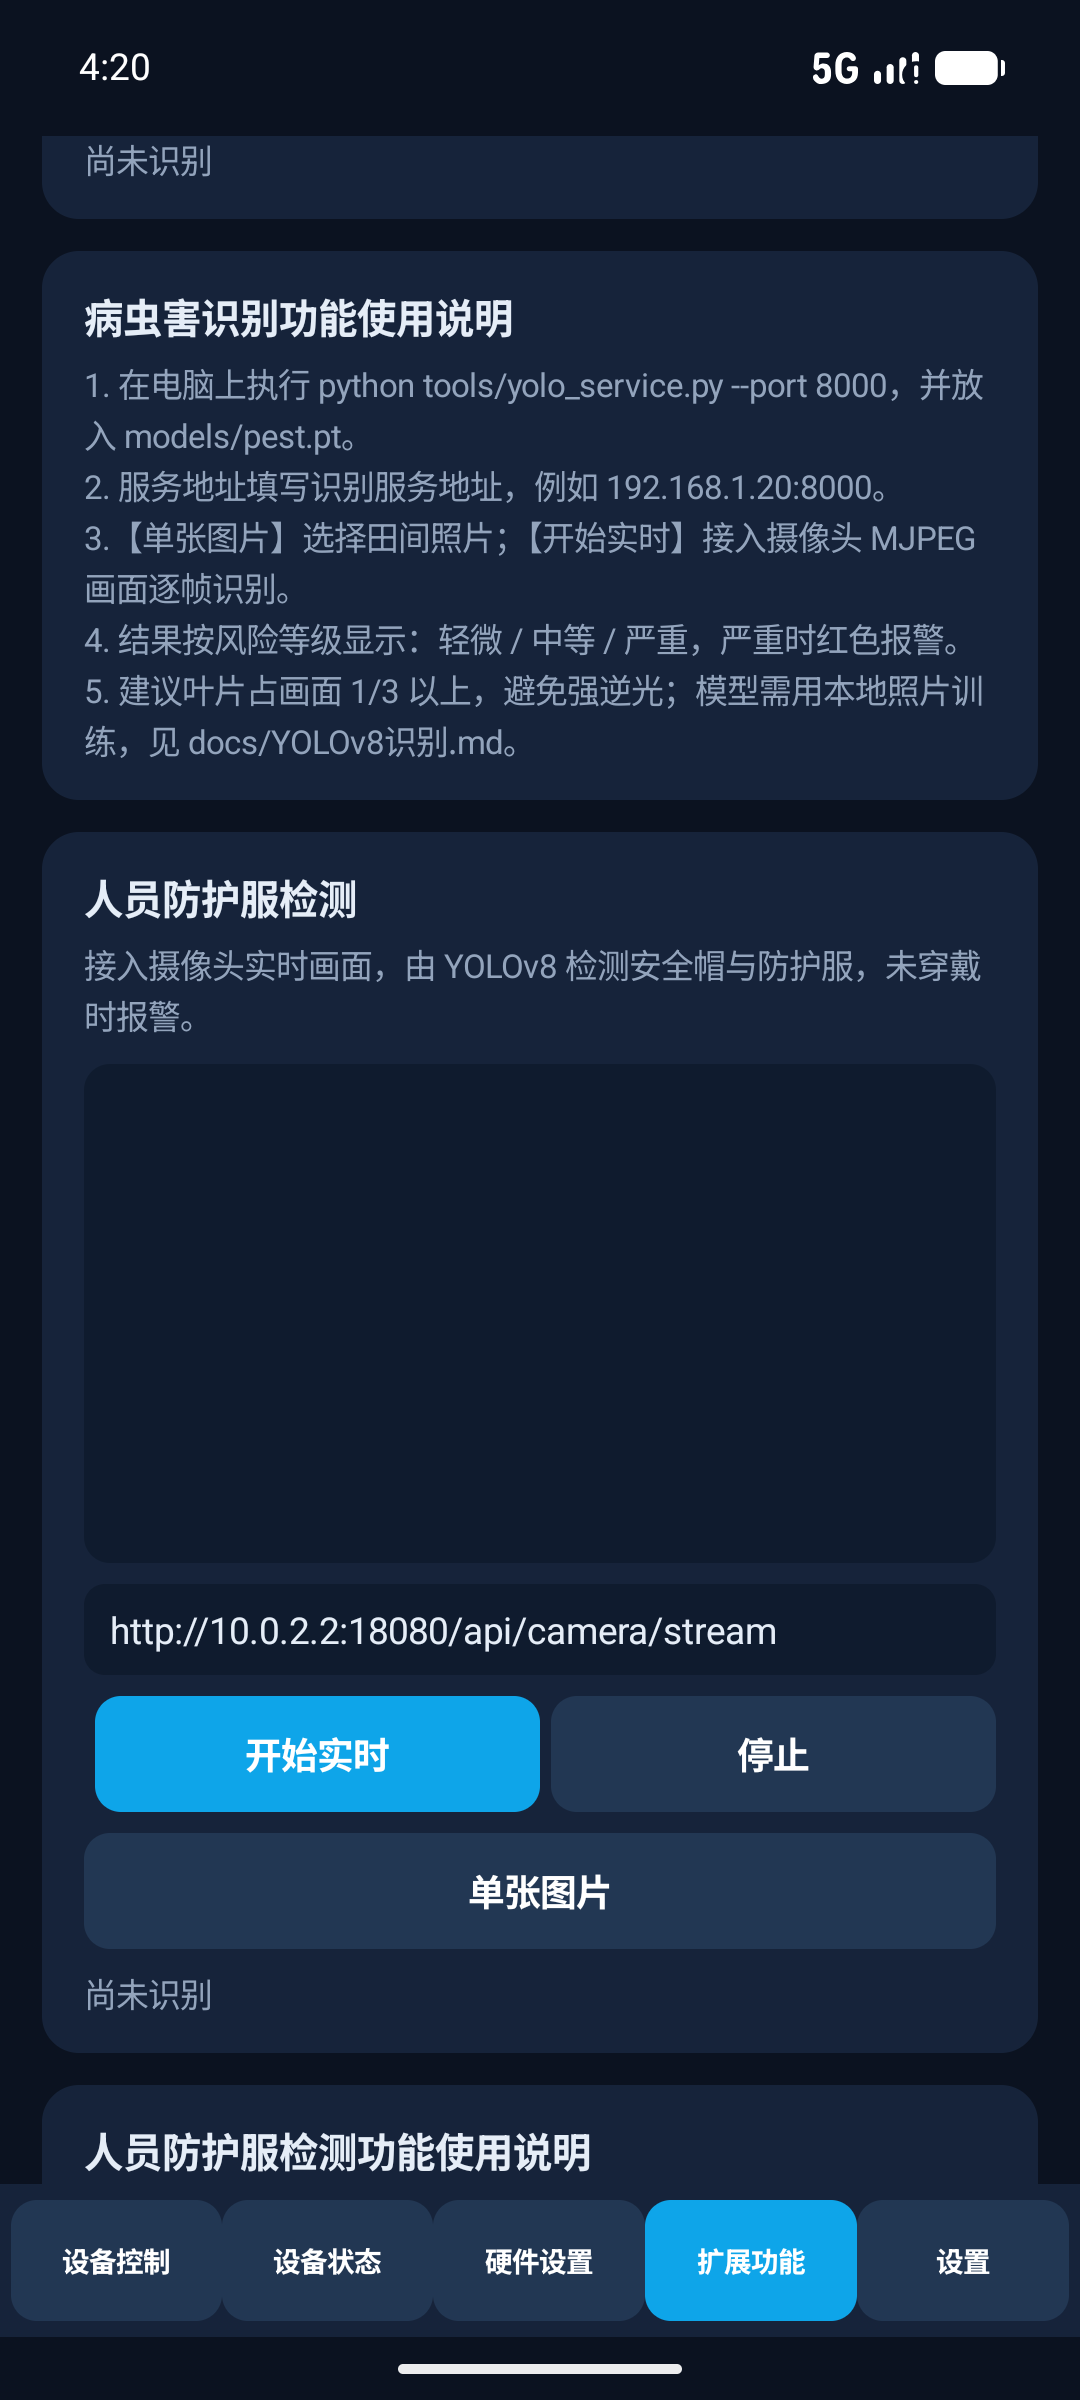 4:20
5G
尚未识别
病虫害识别功能使用说明
1. 在电脑上执行 python tools/yolo_service.py --port 8000，并放
入 models/pest.pt。
2. 服务地址填写识别服务地址，例如 192.168.1.20:8000。
3.【单张图片】选择田间照片；【开始实时】接入摄像头 MJPEG
画面逐帧识别。
4. 结果按风险等级显示：轻微 / 中等 / 严重，严重时红色报警。
5. 建议叶片占画面 1/3 以上，避免强逆光；模型需用本地照片训
练，见 docs/YOLOv8识别.md。
人员防护服检测
接入摄像头实时画面，由 YOLOv8 检测安全帽与防护服，未穿戴
时报警。
http://10.0.2.2:18080/api/camera/stream
开始实时
停止
单张图片
尚未识别
人员防护服检测功能使用说明
设备控制
设备状态
硬件设置
扩展功能
设置